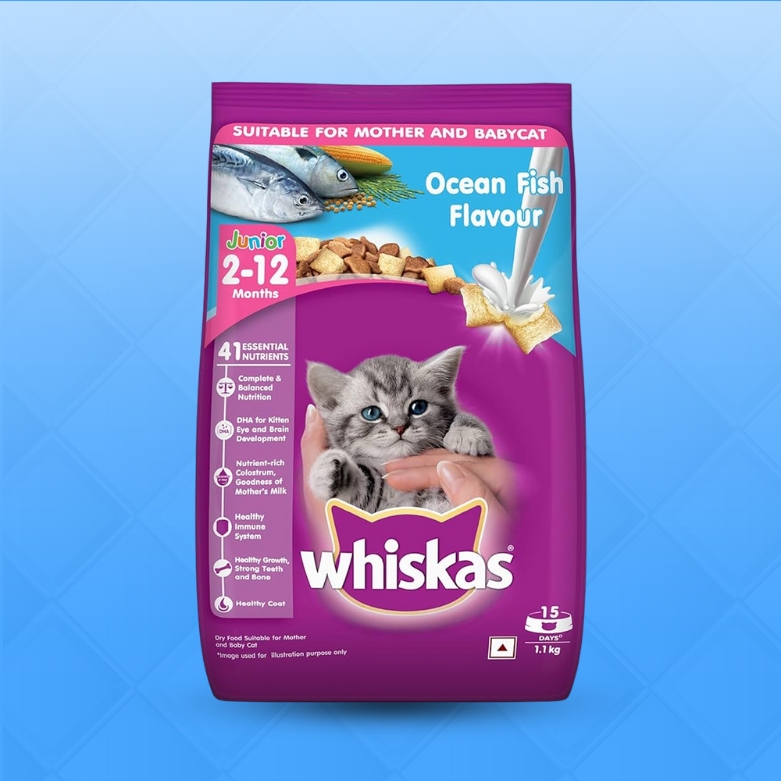 SUITABLE FOR MOTHER AND BABYCAT
Ocean Fish
Flavour
Junior
2-12
Months
41 ESSENTIAL
NUTRIENTS
Complete &
Balanced
Nutrition
DHA
DHA for Kitten
Eye and Brain
Development
Nutrient-rich
Colostrum,
Goodness of
Mother's Milk
Healthy
Immune
System
Healthy Growth,
Strong Teeth
and Bone
Healthy Coat
whiskas®
15
DAYS
1.1 kg
Dry Food Suitable for Mother
and Baby Cat
*Image used for illustration purpose only